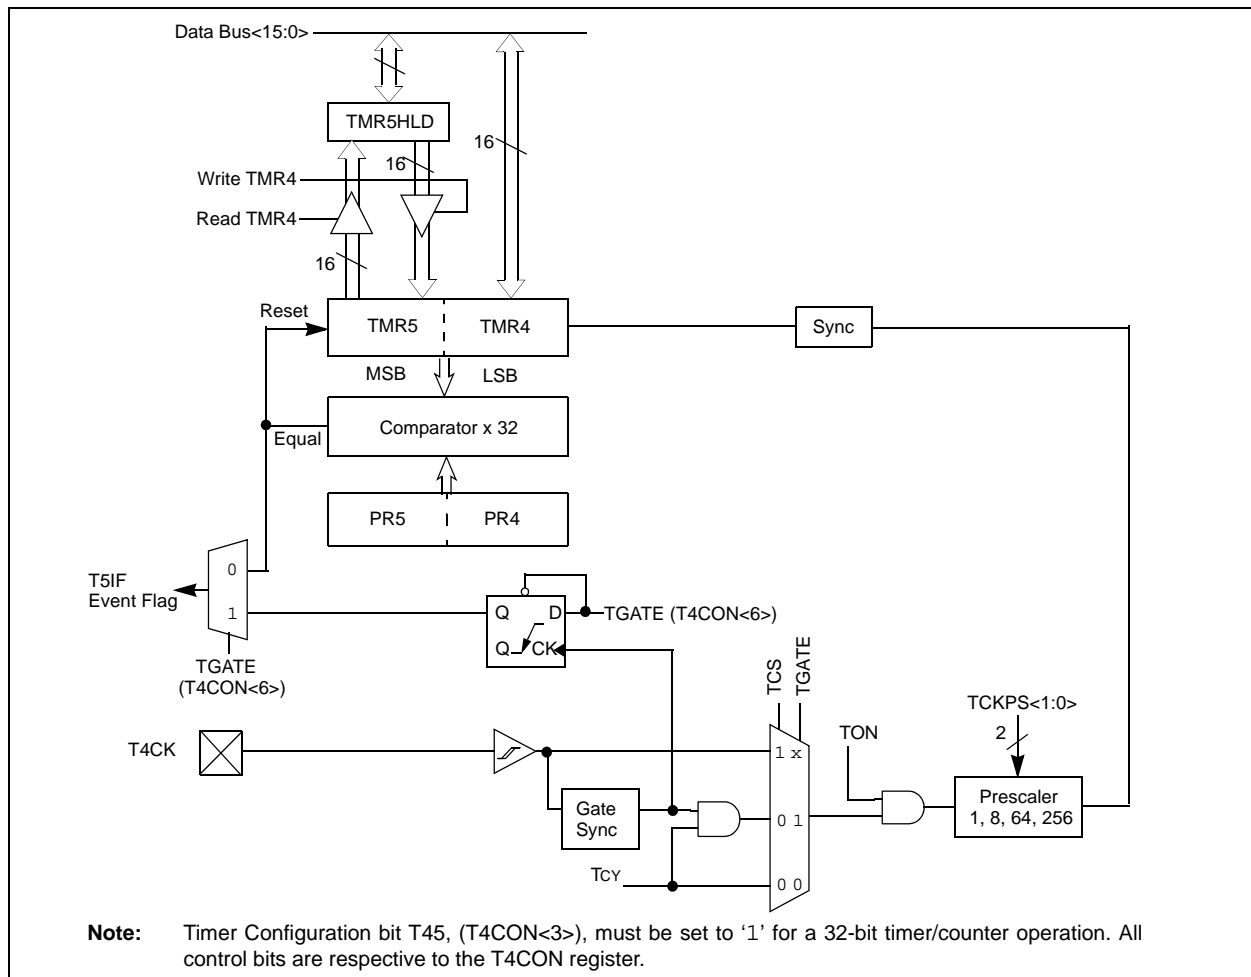 Data Bus<15:0>
TMR5HLD
16
16
Write TMR4
Read TMR4
16
Reset
TMR5
TMR4
Sync
MSB
LSB
Equal
Comparator x 32
PR5
PR4
0
1
T5IF
Event Flag
TGATE
(T4CON<6>)
Q
D
TGATE (T4CON<6>)
Q
CK
TCS
TGATE
TCKPS<1:0>
2
TON
T4CK
1 x
Gate
Sync
0 1
Prescaler
1, 8, 64, 256
TCY
0 0
Note: Timer Configuration bit T45, (T4CON<3>), must be set to ‘1’ for a 32-bit timer/counter operation. All
control bits are respective to the T4CON register.